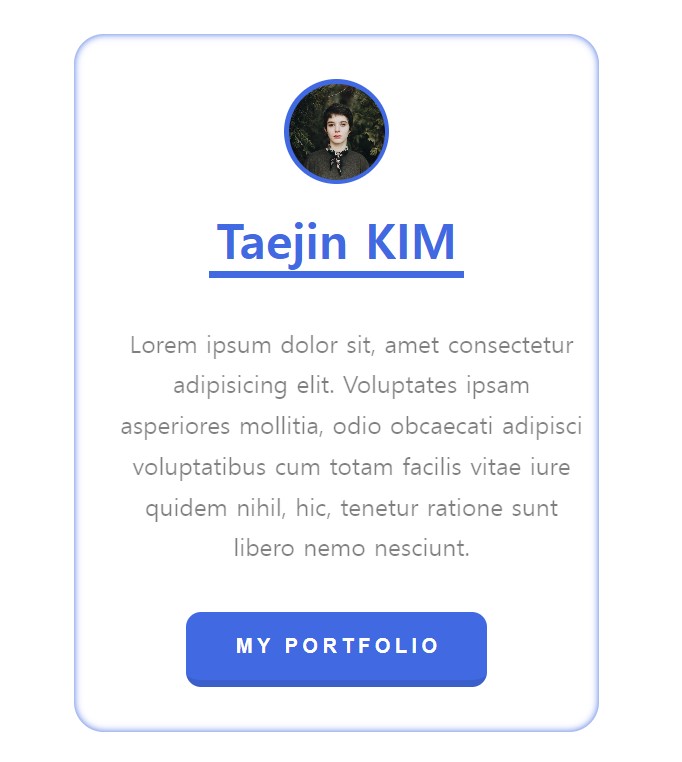 Taejin KIM
Lorem ipsum dolor sit, amet consectetur
adipisicing elit. Voluptates ipsam
asperiores mollitia, odio obcaecati adipisci
voluptatibus cum totam facilis vitae iure
quidem nihil, hic, tenetur ratione sunt
libero nemo nesciunt.
MY PORTFOLIO